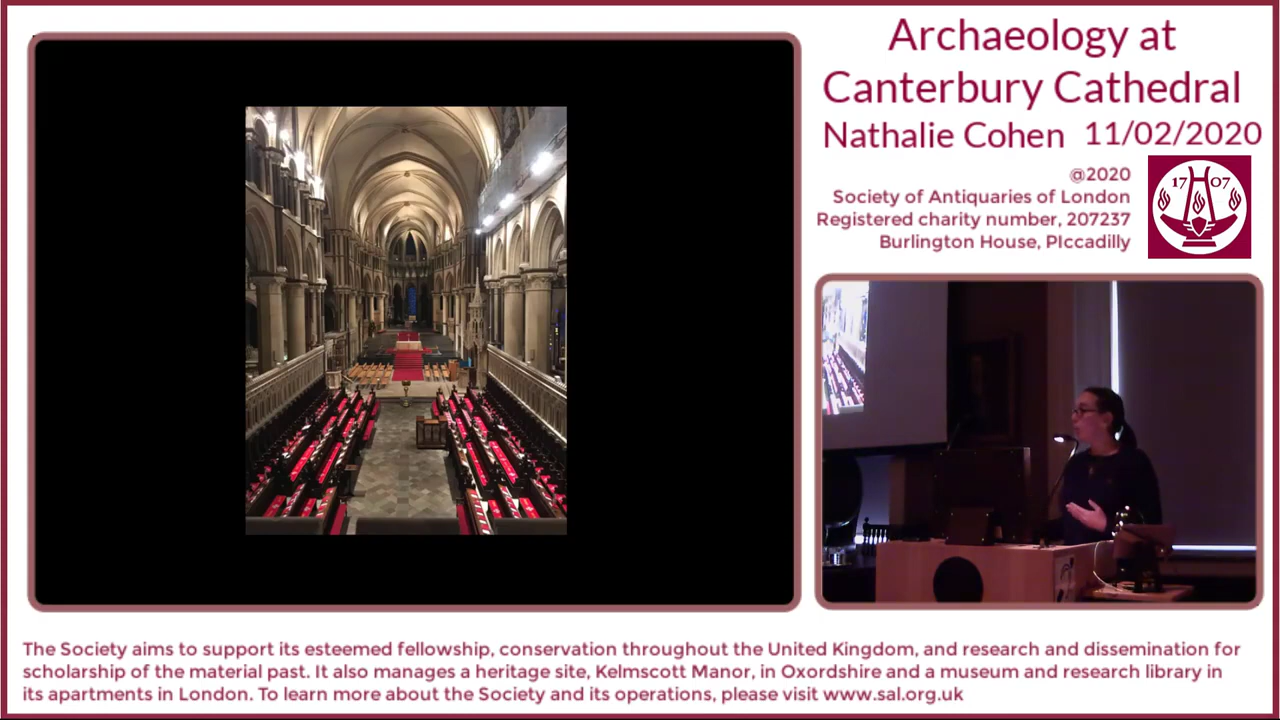 Archaeology at
Canterbury Cathedral
Nathalie Cohen 11/02/2020
@2020
Society of Antiquaries of London
Registered charity number, 207237
Burlington House, PIccadilly
17 07
The Society aims to support its esteemed fellowship, conservation throughout the United Kingdom, and research and dissemination for
scholarship of the material past. It also manages a heritage site, Kelmscott Manor, in Oxordshire and a museum and research library in
its apartments in London. To learn more about the Society and its operations, please visit www.sal.org.uk